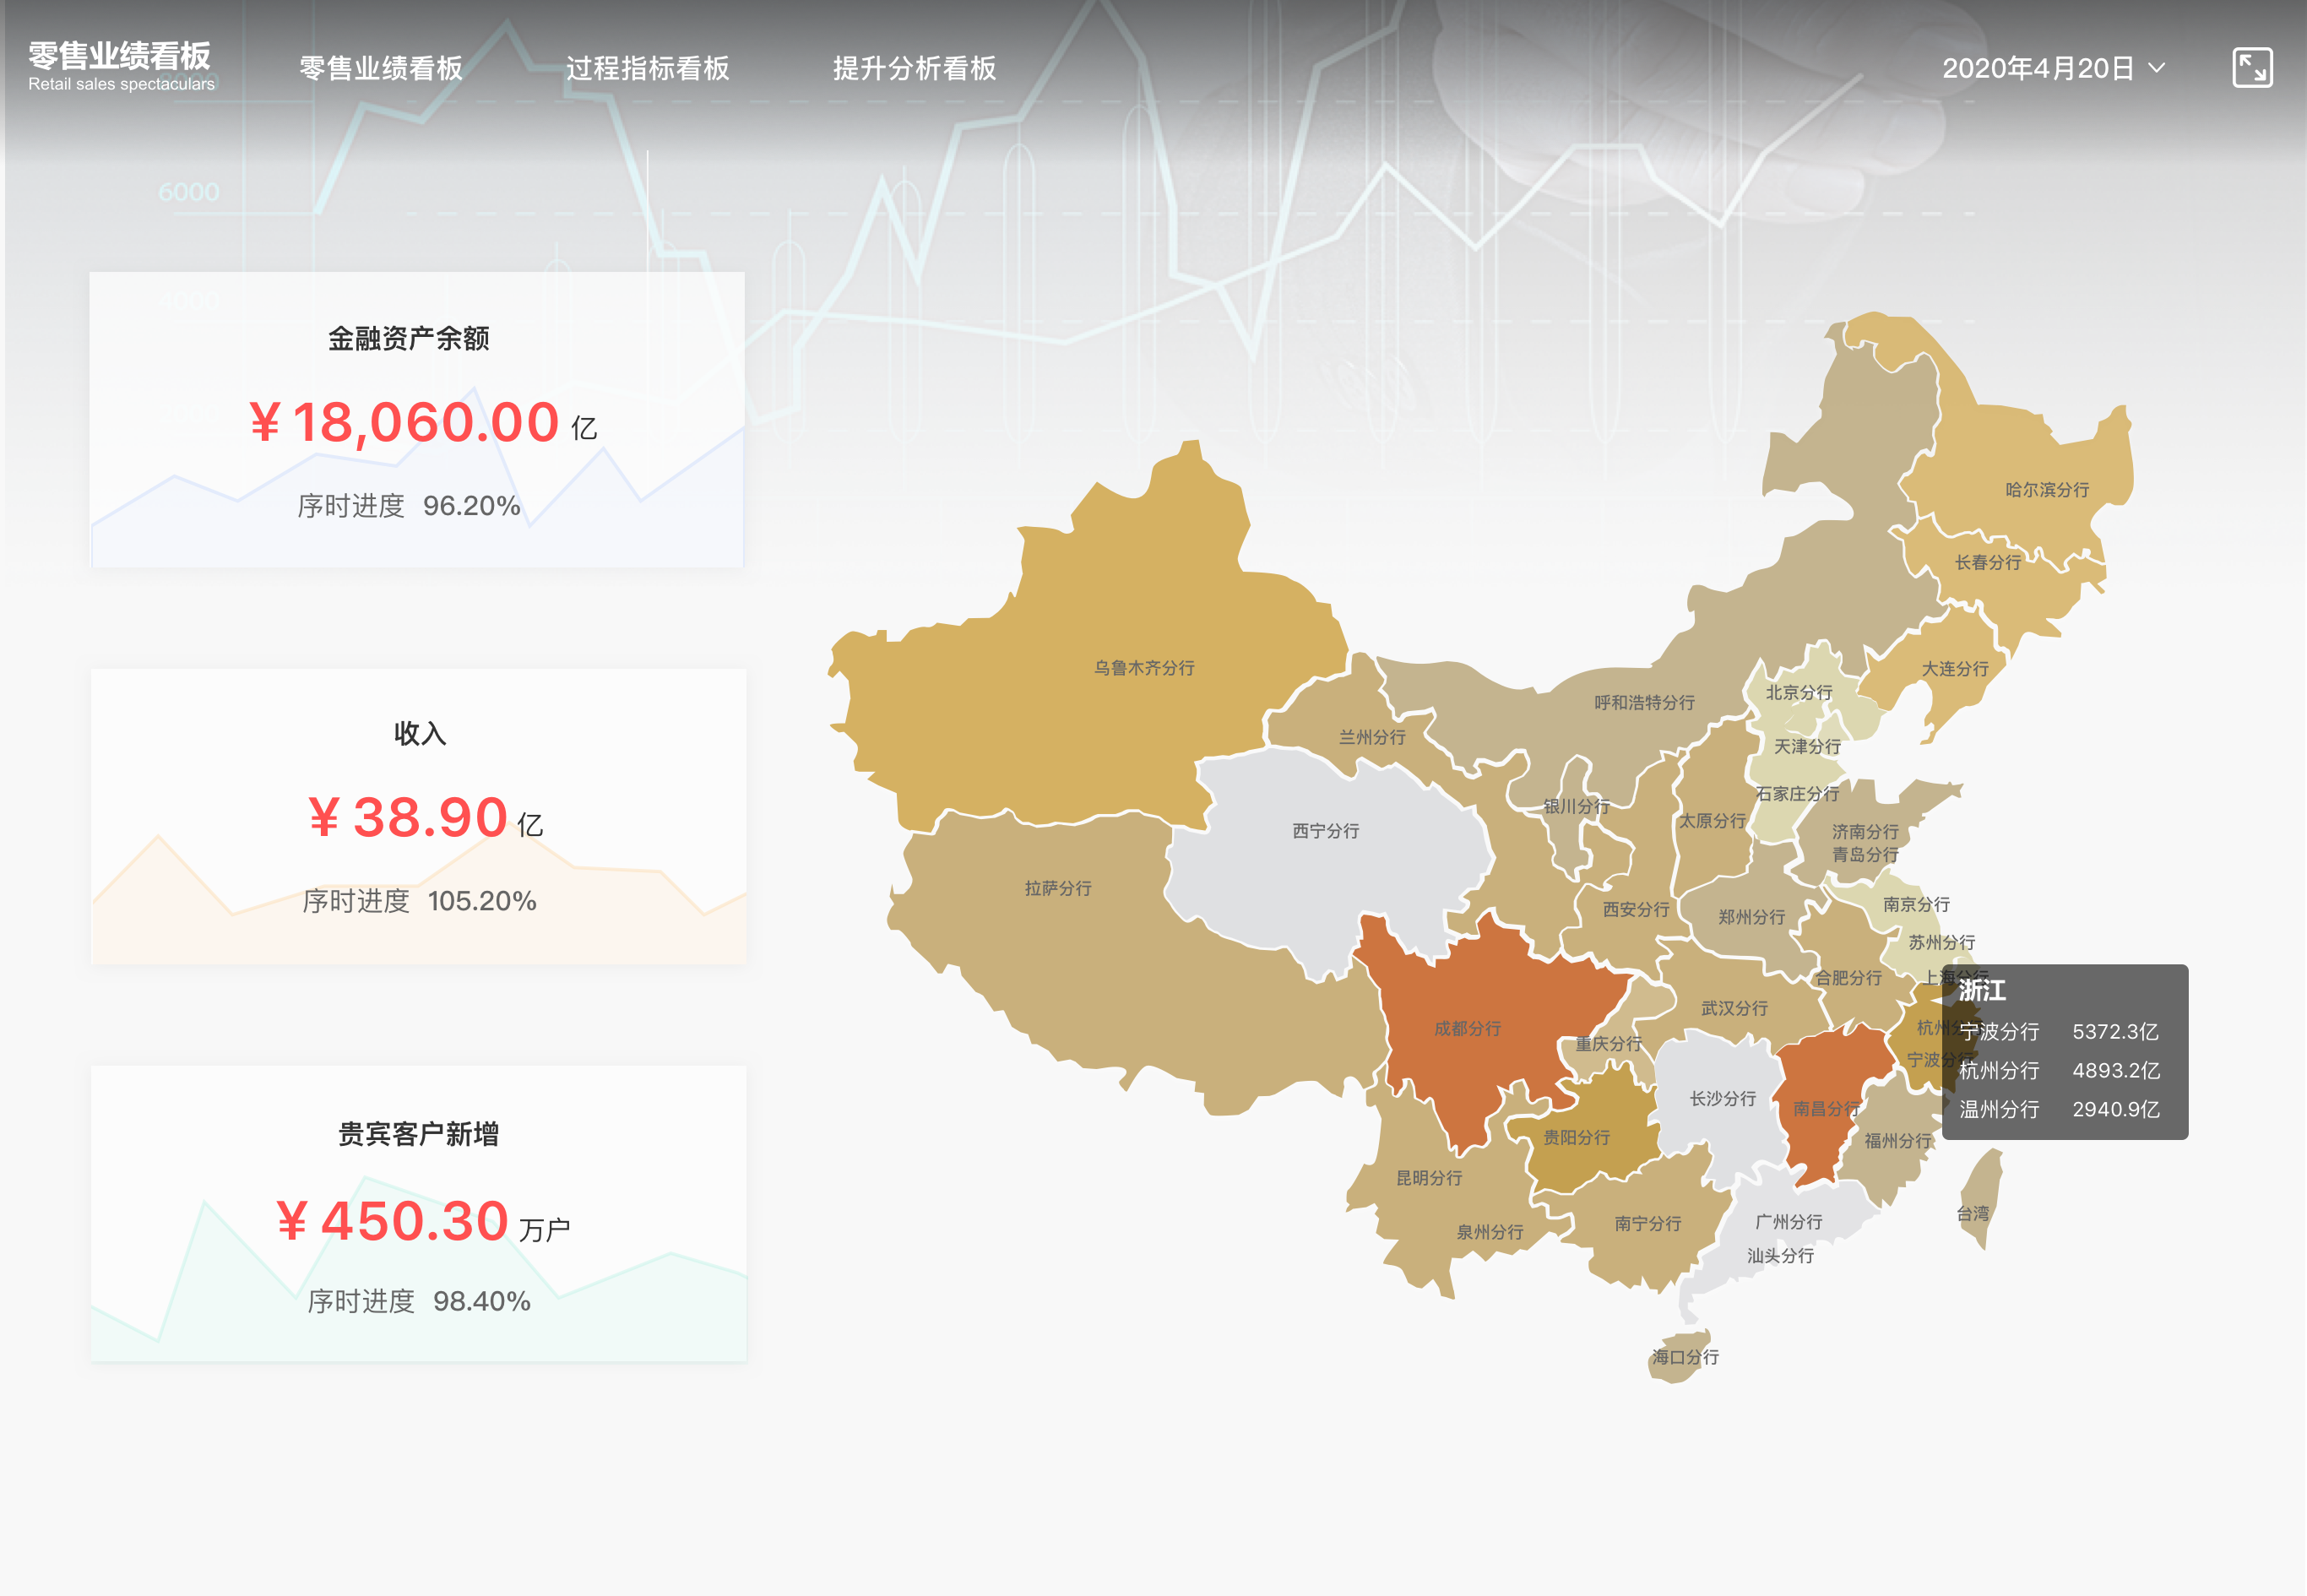 零售业绩看板
Retail sales spectaculars
零售业绩看板
过程指标看板
提升分析看板
2020年4月20日
6000
4000
金融资产余额
¥ 18,060.00 亿
序时进度 96.20%
收入
¥ 38.90 亿
序时进度 105.20%
贵宾客户新增
¥ 450.30 万户
序时进度 98.40%
哈尔滨分行
长春分行
大连分行
乌鲁木齐分行
北京分行
呼和浩特分行
兰州分行
天津分行
石家庄分行
银川分行
太原分行
西宁分行
济南分行
青岛分行
拉萨分行
南京分行
西安分行
郑州分行
苏州分行
合肥分行
上海分行
武汉分行
成都分行
重庆分行
杭州分
宁波分行
长沙分行
南昌分行
贵阳分行
福州分行
昆明分行
台湾
广州分行
南宁分行
泉州分行
汕头分行
海口分行
浙江
宁波分行 5372.3亿
杭州分行 4893.2亿
温州分行 2940.9亿